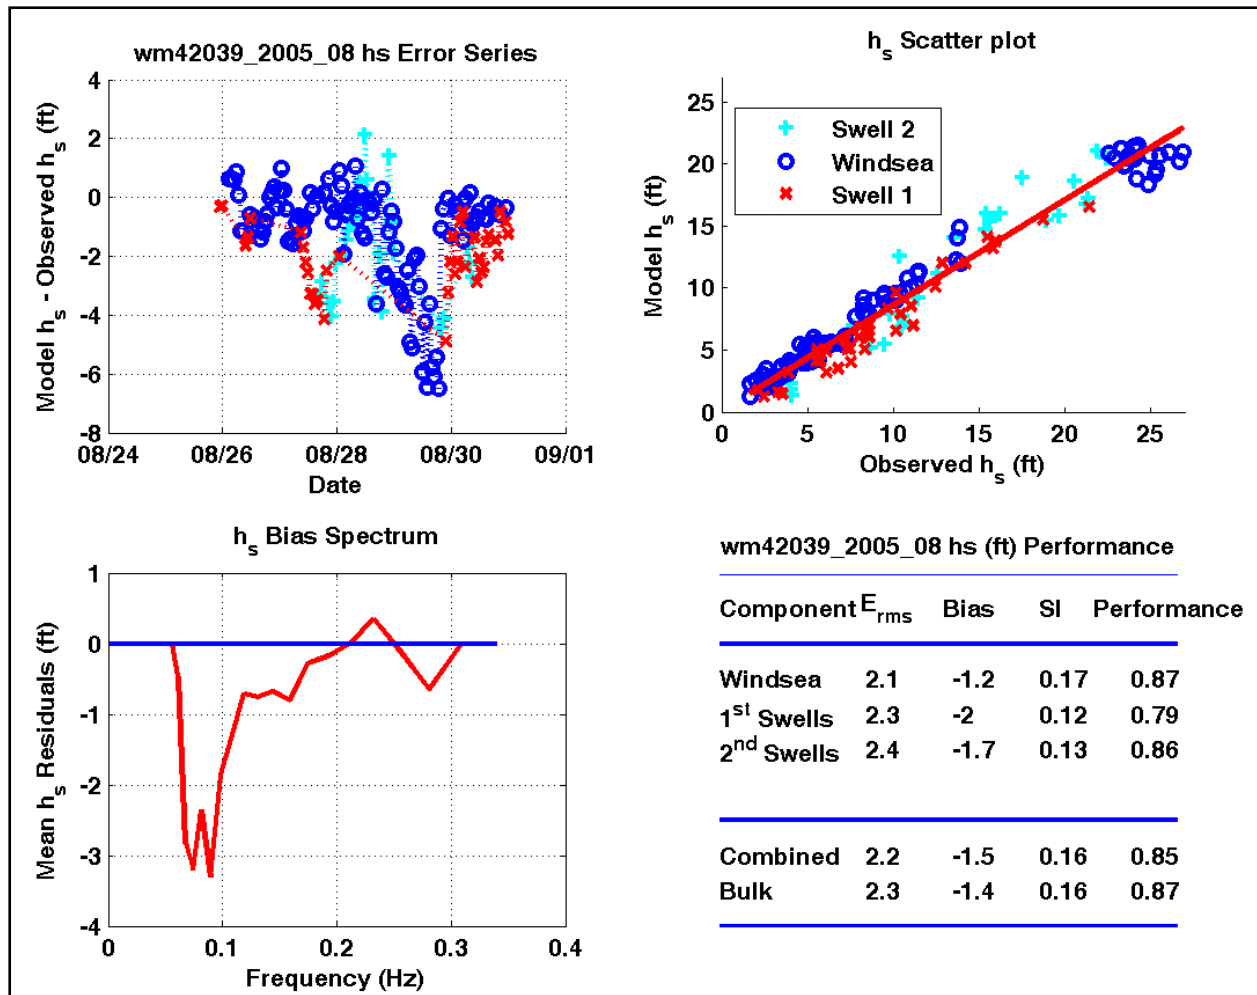 wm42039_2005_08 hs Error Series
4
2
0
-2
-4
-6
-8
Model hs - Observed hs (ft)
08/24 08/26 08/28 08/30 09/01
Date
hs Scatter plot
25
20
15
10
5
0
Model hs (ft)
Swell 2
Windsea
Swell 1
0 5 10 15 20 25
Observed hs (ft)
hs Bias Spectrum
1
0
-1
-2
-3
-4
Mean hs Residuals (ft)
0 0.1 0.2 0.3 0.4
Frequency (Hz)
wm42039_2005_08 hs (ft) Performance
Component Erms Bias SI Performance
Windsea 2.1 -1.2 0.17 0.87
1st Swells 2.3 -2 0.12 0.79
2nd Swells 2.4 -1.7 0.13 0.86
Combined 2.2 -1.5 0.16 0.85
Bulk 2.3 -1.4 0.16 0.87